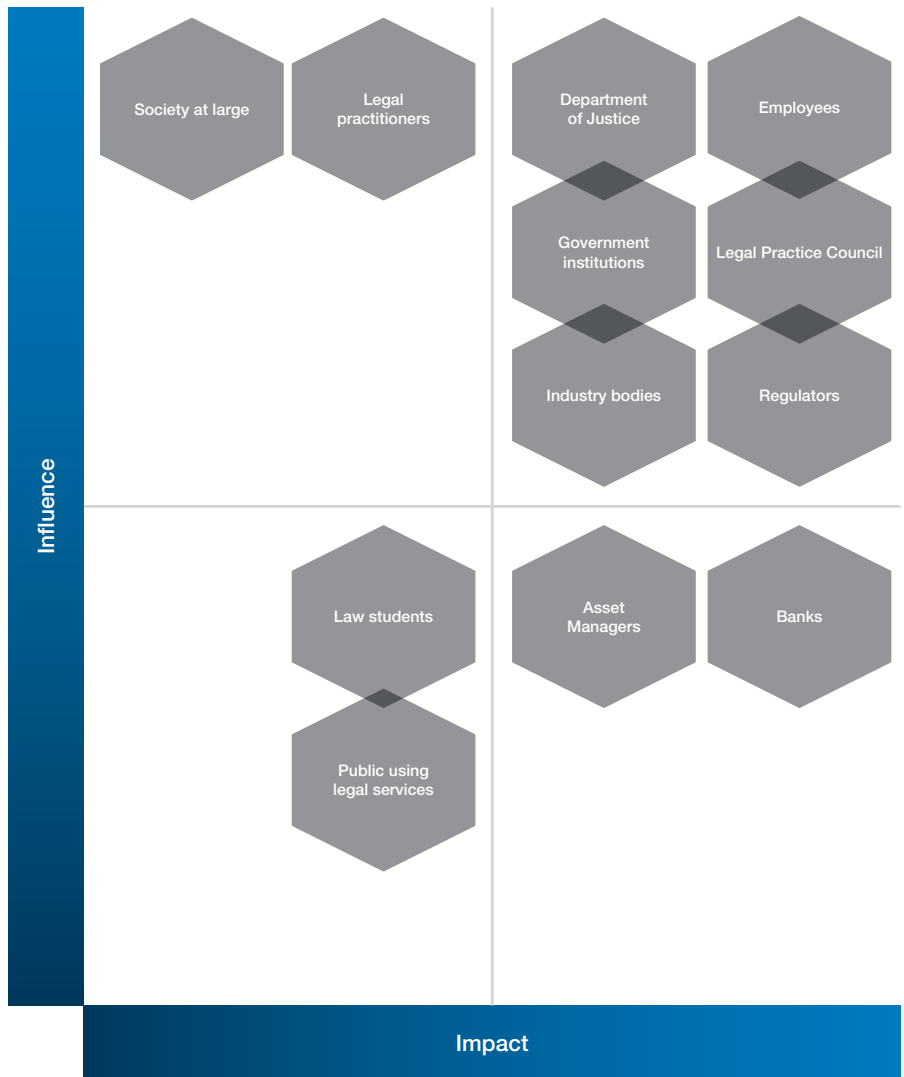 Society at large
Legal
practitioners
Department
of Justice
Employees
Government
institutions
Legal Practice Council
Industry bodies
Regulators
Influence
Law students
Asset
Managers
Banks
Public using
legal services
Impact